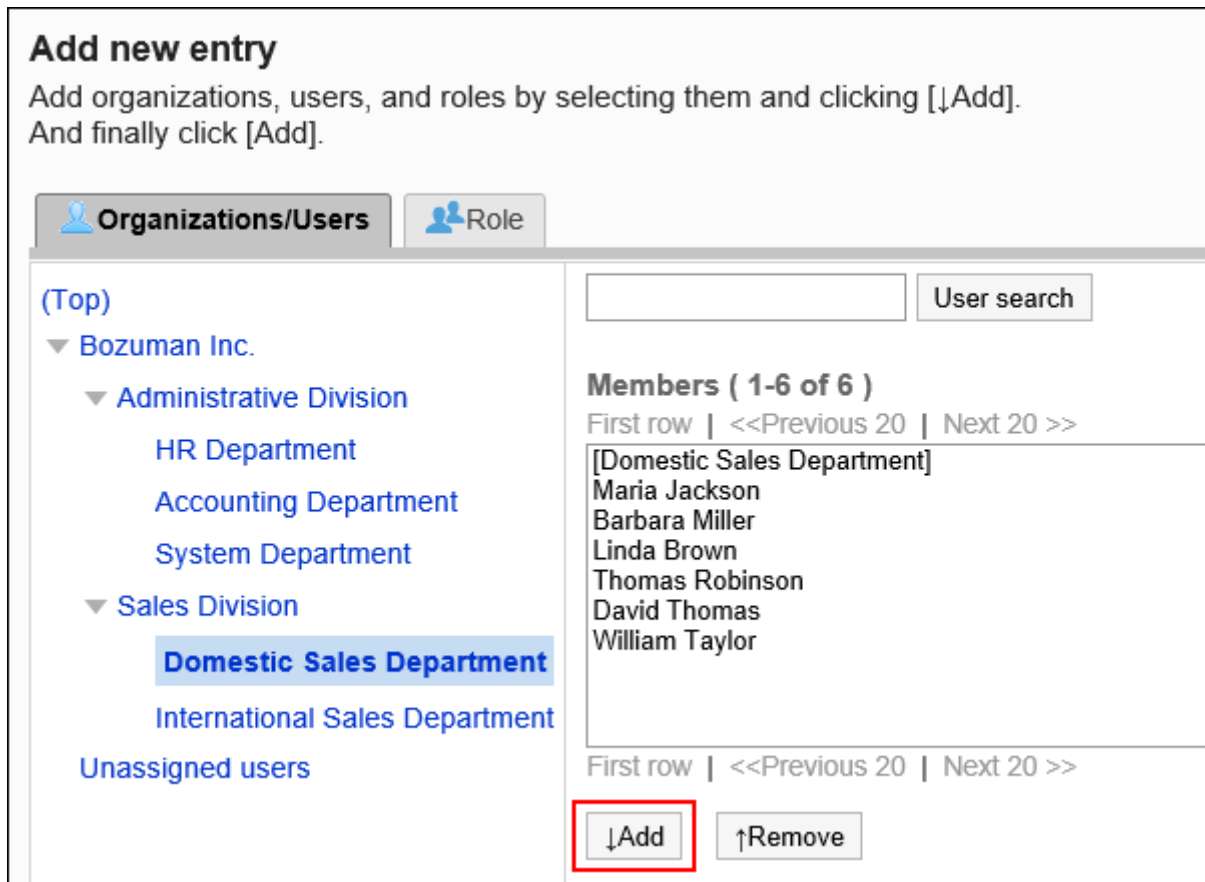 Add new entry
Add organizations, users, and roles by selecting them and clicking [↓Add].
And finally click [Add].
Organizations/Users
Role
(Top)
Bozuman Inc.
Administrative Division
HR Department
Accounting Department
System Department
Sales Division
Domestic Sales Department
International Sales Department
Unassigned users
User search
Members ( 1-6 of 6 )
First row | <<Previous 20 | Next 20 >>
[Domestic Sales Department]
Maria Jackson
Barbara Miller
Linda Brown
Thomas Robinson
David Thomas
William Taylor
First row | <<Previous 20 | Next 20 >>
↓Add
↑Remove